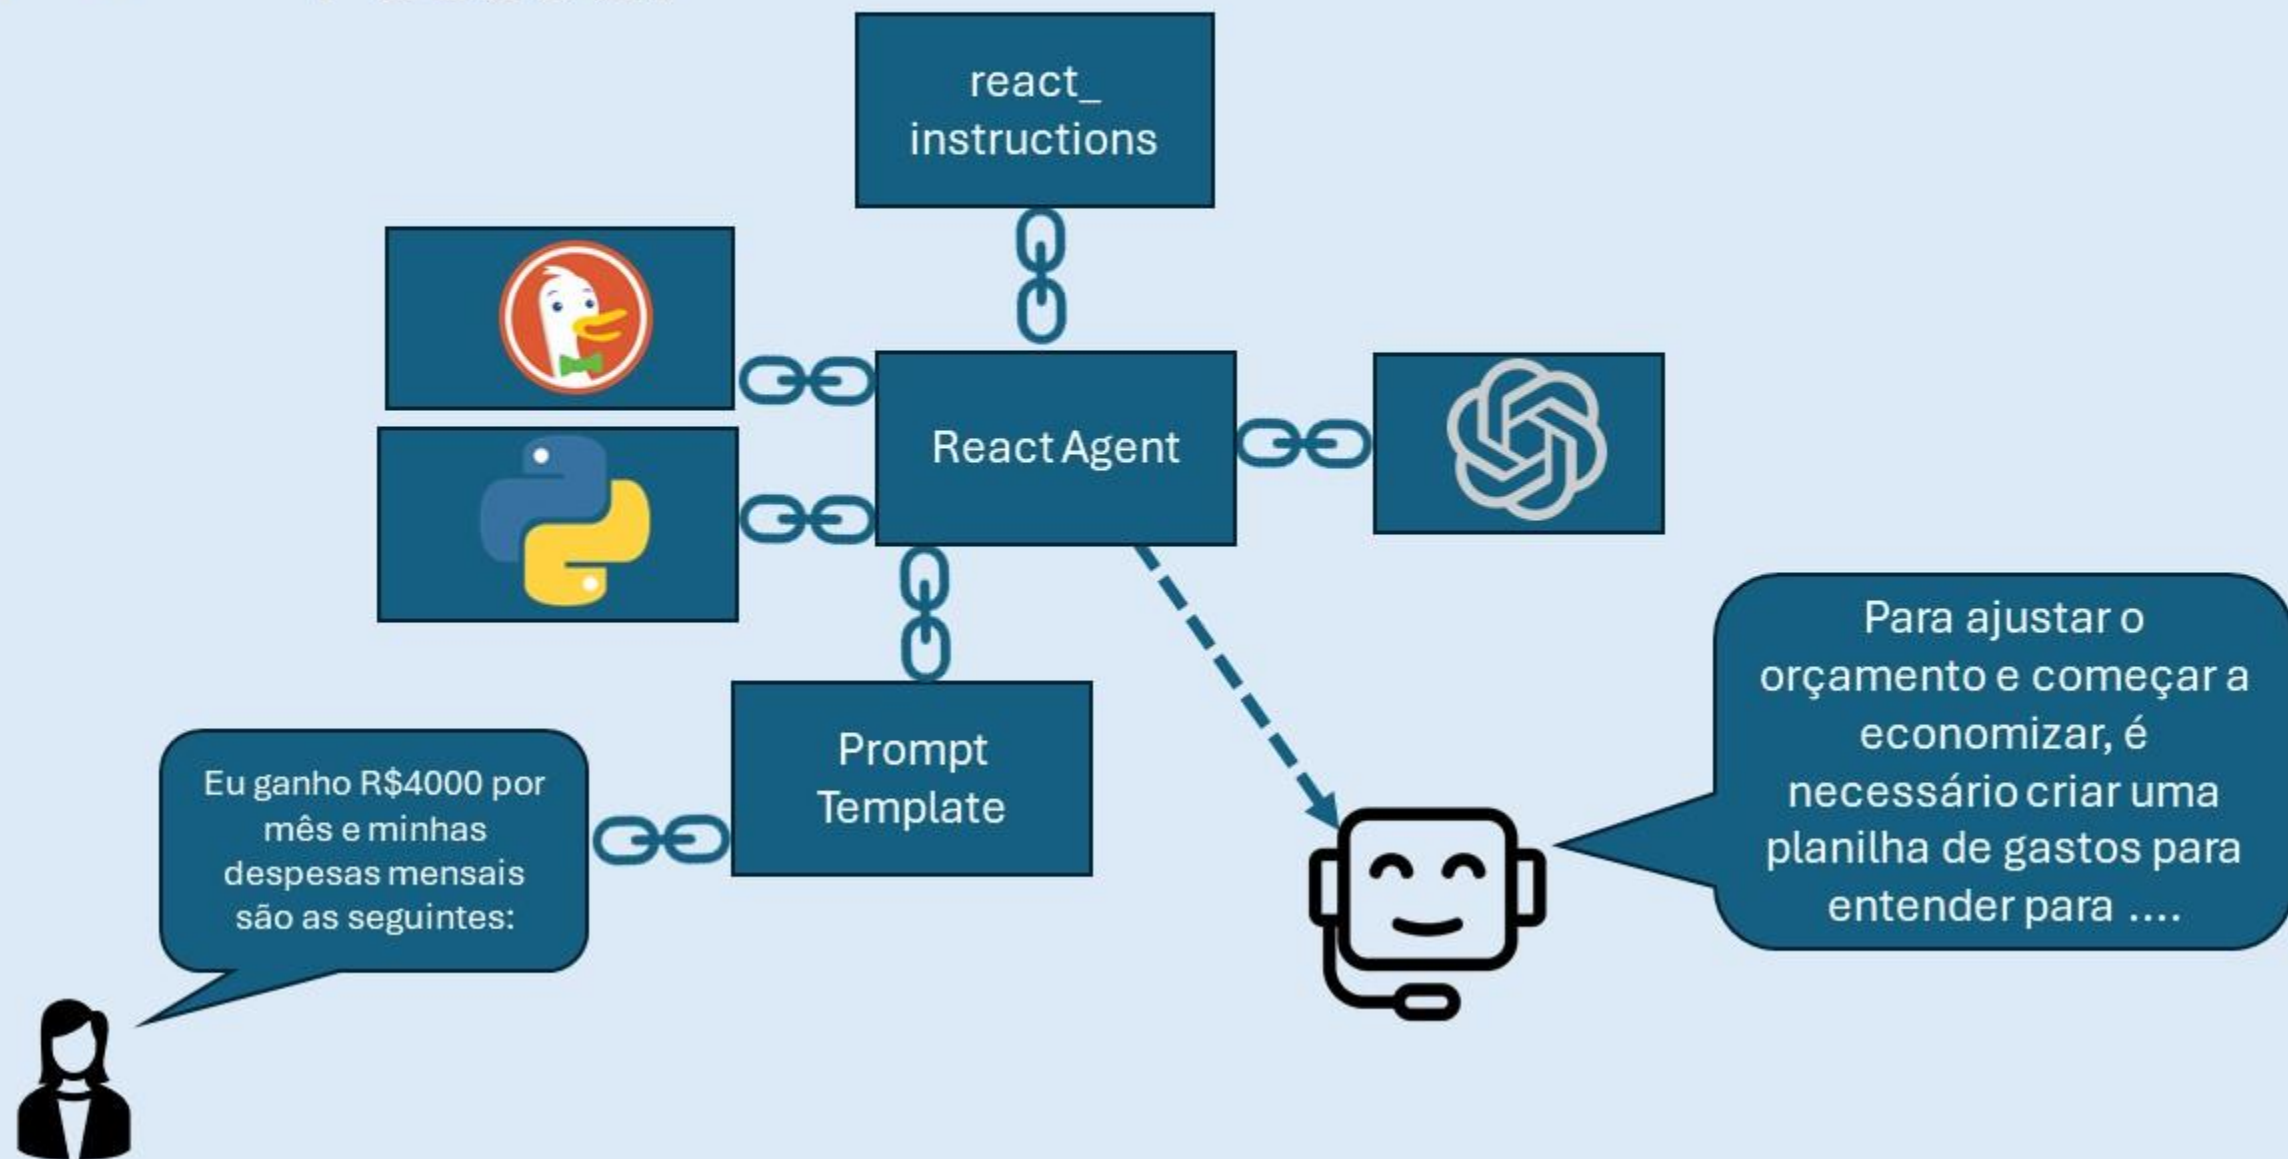 react_
instructions
React Agent
Prompt
Template
Eu ganho R$4000 por
mês e minhas
despesas mensais
são as seguintes:
Para ajustar o
orçamento e começar a
economizar, é
necessário criar uma
planilha de gastos para
entender para ....